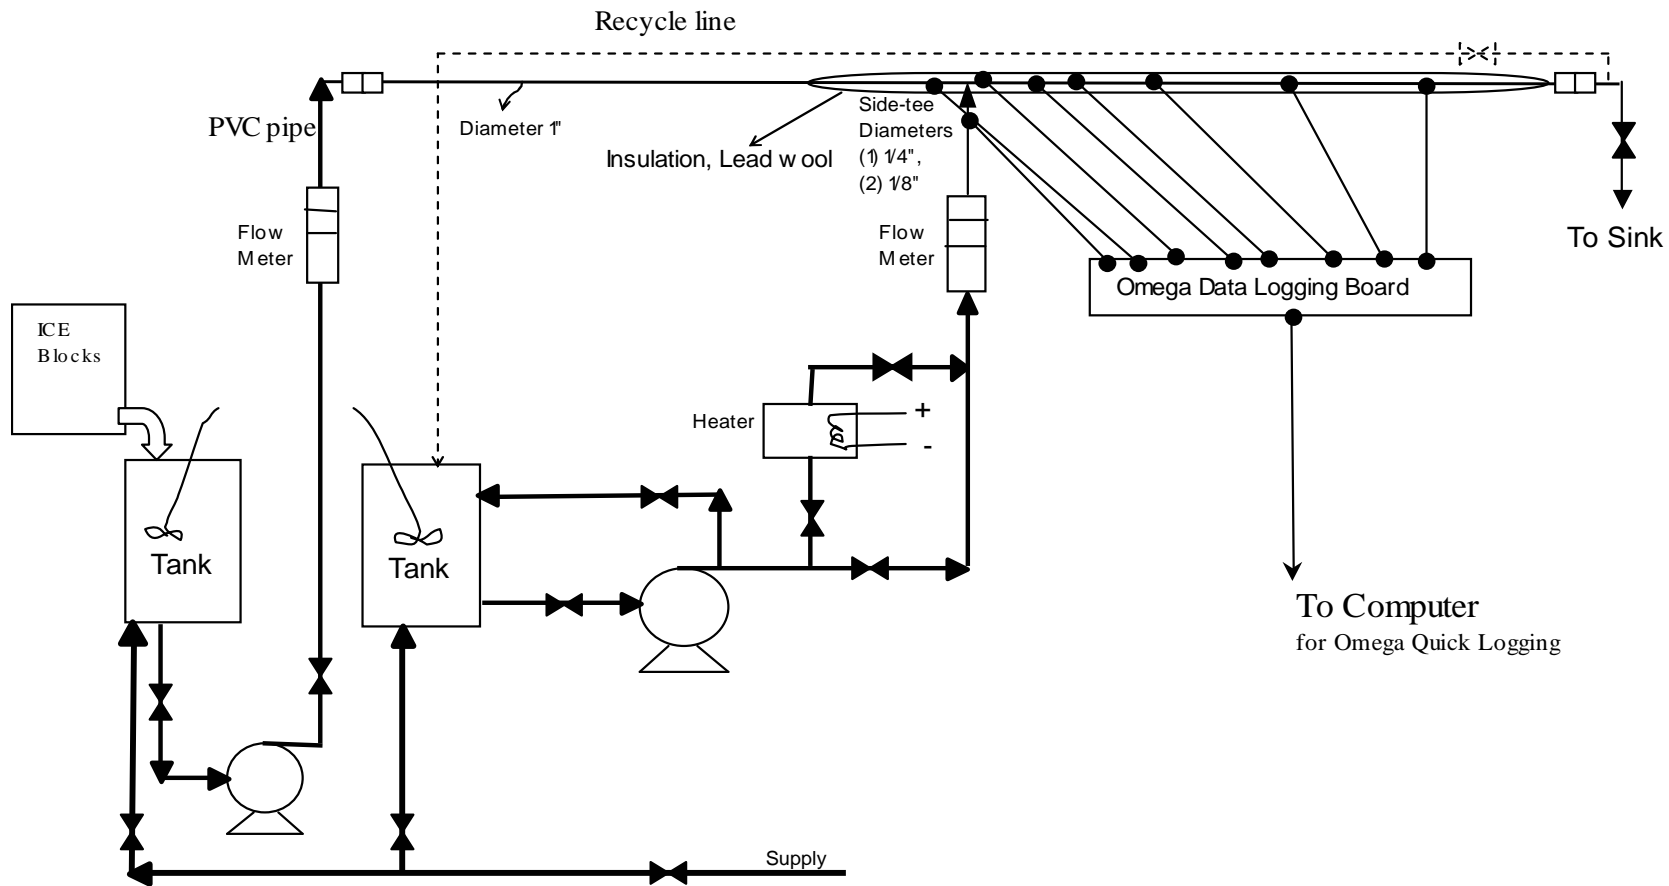 Recycle line
PVC pipe
Diameter 1"
Insulation, Lead wool
Side-tee
Diameters
(1) 1/4",
(2) 1/8"
Flow
Meter
Flow
Meter
To Sink
Omega Data Logging Board
ICE
Blocks
Heater
+
-
Tank
Tank
To Computer
for Omega Quick Logging
Supply